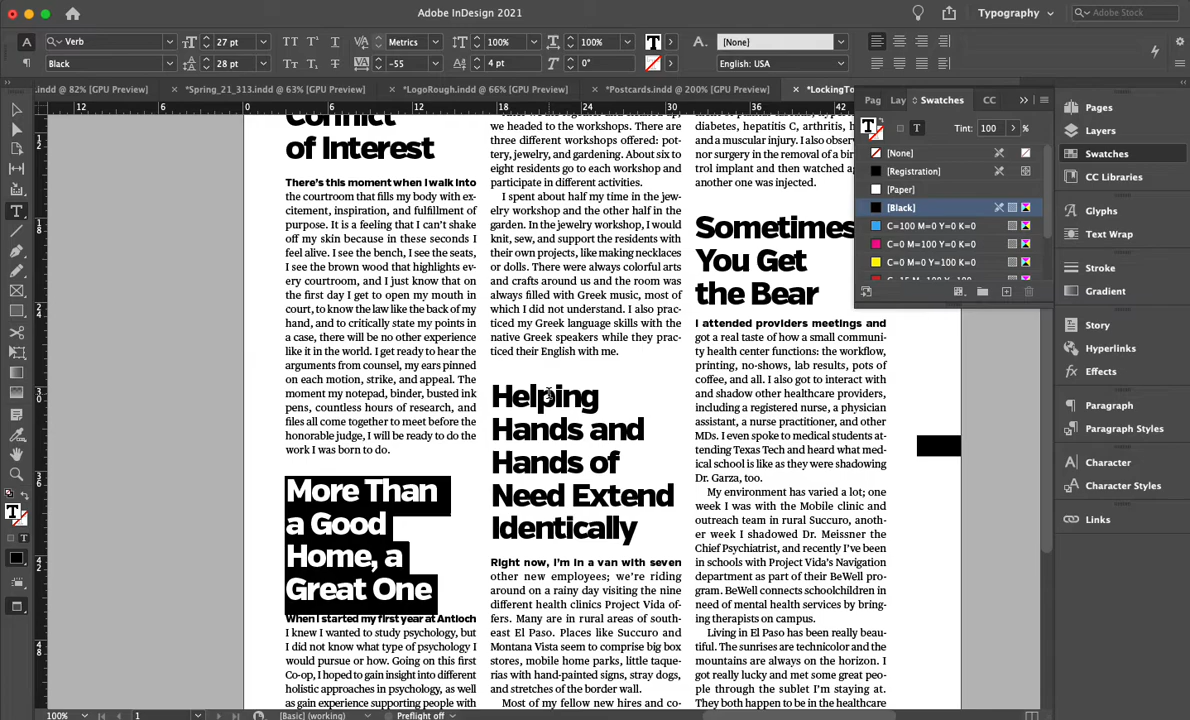 Adobe InDesign 2021
Typography
Adobe Stock
A
Verb
27 pt
TT
T
Metrics
100%
100%
T
A.
[None]
Black
28 pt
Tт
T
-55
4 pt
0°
English: USA
.indd @ 82% [GPU Preview]
*Spring_21_313.indd @ 63% [GPU Preview]
*LogoRough.indd @ 66% [GPU Preview]
*Postcards.indd @ 200% [GPU Preview]
*LockingTo
12
6
0
6
12
18
24
30
36
42
Conflict
of Interest
There's this moment when I walk into
the courtroom that fills my body with ex-
citement, inspiration, and fulfillment of
purpose. It is a feeling that I can't shake
off my skin because in these seconds I
feel alive. I see the bench, I see the seats,
I see the brown wood that highlights ev-
ery courtroom, and I just know that on
the first day I get to open my mouth in
court, to know the law like the back of my
hand, and to critically state my points in
a case, there will be no other experience
like it in the world. I get ready to hear the
arguments from counsel, my ears pinned
on each motion, strike, and appeal. The
moment my notepad, binder, busted ink
pens, countless hours of research, and
files all come together to meet before the
honorable judge, I will be ready to do the
work I was born to do.
More Than
a Good
Home, a
Great One
When I started my first year at Antioch
I knew I wanted to study psychology, but
I did not know what type of psychology I
would pursue or how. Going on this first
Co-op, I hoped to gain insight into different
holistic approaches in psychology, as well
as gain experience supporting people with
we headed to the workshops. There are
three different workshops offered: pot-
tery, jewelry, and gardening. About six to
eight residents go to each workshop and
participate in different activities.
I spent about half my time in the jew-
elry workshop and the other half in the
garden. In the jewelry workshop, I would
knit, sew, and support the residents with
their own projects, like making necklaces
or dolls. There were always colorful arts
and crafts around us and the room was
always filled with Greek music, most of
which I did not understand. I also prac-
ticed my Greek language skills with the
native Greek speakers while they prac-
ticed their English with me.
Helping
Hands and
Hands of
Need Extend
Identically
Right now, I'm in a van with seven
other new employees; we're riding
around on a rainy day visiting the nine
different health clinics Project Vida of-
fers. Many are in rural areas of south-
east El Paso. Places like Succuro and
Montana Vista seem to comprise big box
stores, mobile home parks, little taque-
rias with hand-painted signs, stray dogs,
and stretches of the border wall.
Most of my fellow new hires and co-
diabetes, hepatitis C, arthritis, h
and a muscular injury. I also observ
nor surgery in the removal of a bir
trol implant and then watched a
another one was injected.
Sometimes
You Get
the Bear
I attended providers meetings and
got a real taste of how a small communi-
ty health center functions: the workflow,
printing, no-shows, lab results, pots of
coffee, and all. I also got to interact with
and shadow other healthcare providers,
including a registered nurse, a physician
assistant, a nurse practitioner, and other
MDs. I even spoke to medical students at-
tending Texas Tech and heard what med-
ical school is like as they were shadowing
Dr. Garza, too.
My environment has varied a lot; one
week I was with the Mobile clinic and
outreach team in rural Succuro, anoth-
er week I shadowed Dr. Meissner the
Chief Psychiatrist, and recently I've been
in schools with Project Vida's Navigation
department as part of their BeWell pro-
gram. BeWell connects schoolchildren in
need of mental health services by bring-
ing therapists on campus.
Living in El Paso has been really beau-
tiful. The sunrises are technicolor and the
mountains are always on the horizon. I
got really lucky and met some great peo-
ple through the sublet I'm staying at.
They both happen to be in the healthcare
Pag
Lay
Swatches
CC
T
Tint: 100
%
[None]
[Registration]
[Paper]
[Black]
C=100 M=0 Y=0 K=0
C=0 M=100 Y=0 K=0
C=0 M=0 Y=100 K=0
C=15 M=100 Y=100
Pages
Layers
Swatches
CC Libraries
Glyphs
Text Wrap
Stroke
Gradient
Story
Hyperlinks
Effects
Paragraph
Paragraph Styles
Character
Character Styles
Links
100%
1
[Basic] (working)
Preflight off